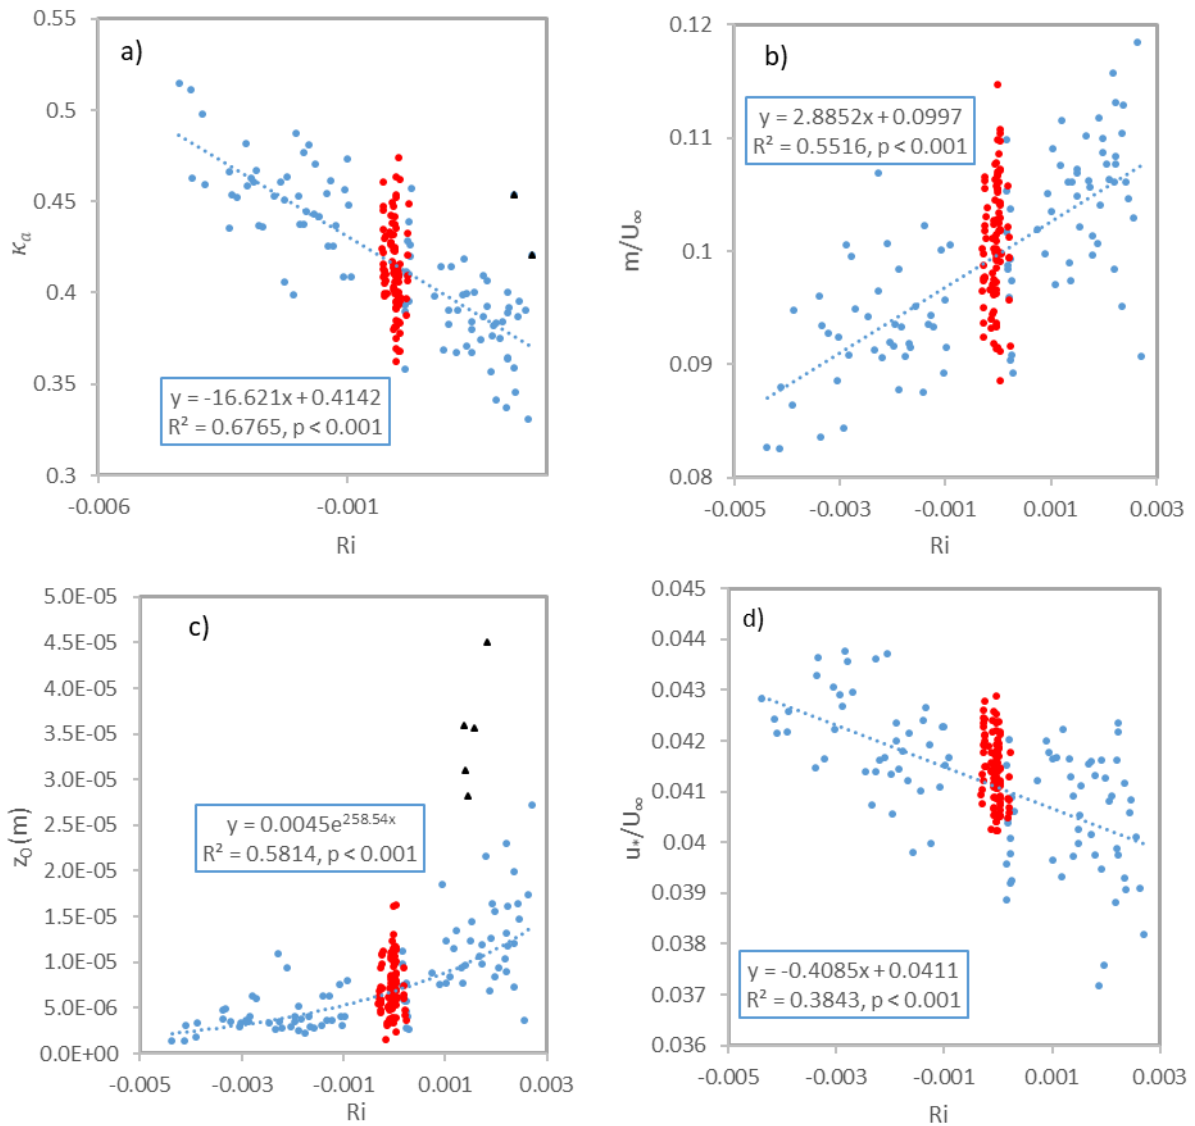 a)
0.55
0.5
0.45
0.4
0.35
0.3
κa
y = -16.621x + 0.4142
R² = 0.6765, p < 0.001
-0.006 -0.001
Ri
b)
0.12
0.11
0.1
0.09
0.08
m/U∞
y = 2.8852x + 0.0997
R² = 0.5516, p < 0.001
-0.005 -0.003 -0.001 0.001 0.003
Ri
c)
5.0E-05
4.5E-05
4.0E-05
3.5E-05
3.0E-05
2.5E-05
2.0E-05
1.5E-05
1.0E-05
5.0E-06
0.0E+00
z0 (m)
y = 0.0045e^258.54x
R² = 0.5814, p < 0.001
-0.005 -0.003 -0.001 0.001 0.003
Ri
d)
0.045
0.044
0.043
0.042
0.041
0.04
0.039
0.038
0.037
0.036
u*/U∞
y = -0.4085x + 0.0411
R² = 0.3843, p < 0.001
-0.005 -0.003 -0.001 0.001 0.003
Ri